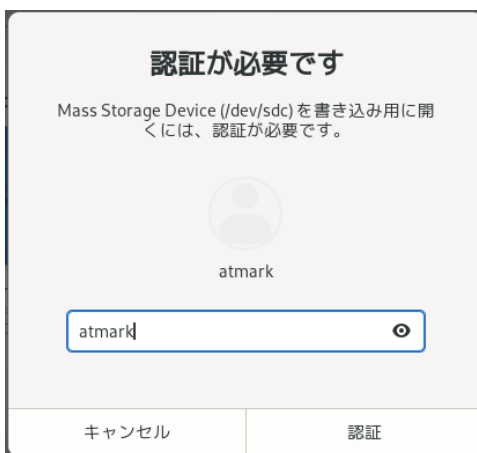 認証が必要です
Mass Storage Device (/dev/sdc) を書き込み用に開
くには、認証が必要です。
atmark
atmark
キャンセル
認証